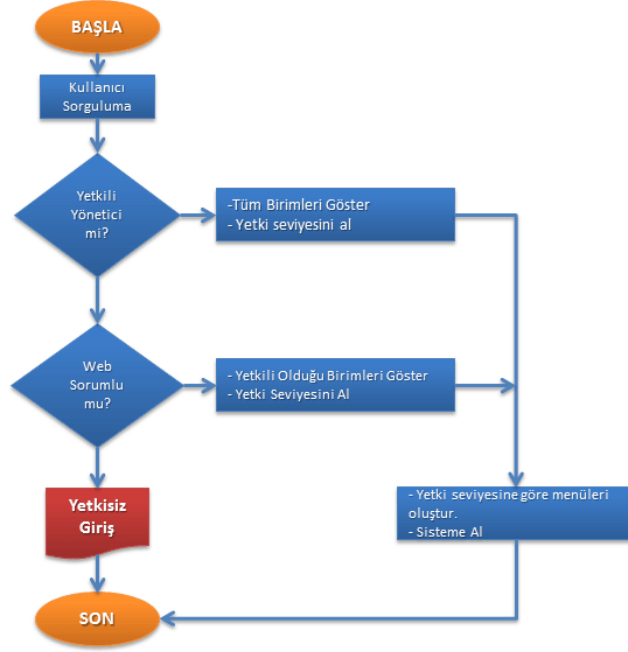 BAŞLA
Kullanıcı
Sorguluma
Yetkili
Yönetici
mi?
-Tüm Birimleri Göster
- Yetki seviyesini al
Web
Sorumlu
mu?
- Yetkili Olduğu Birimleri Göster
- Yetki Seviyesini Al
Yetkisiz
Giriş
- Yetki seviyesine göre menüleri
oluştur.
- Sisteme Al
SON